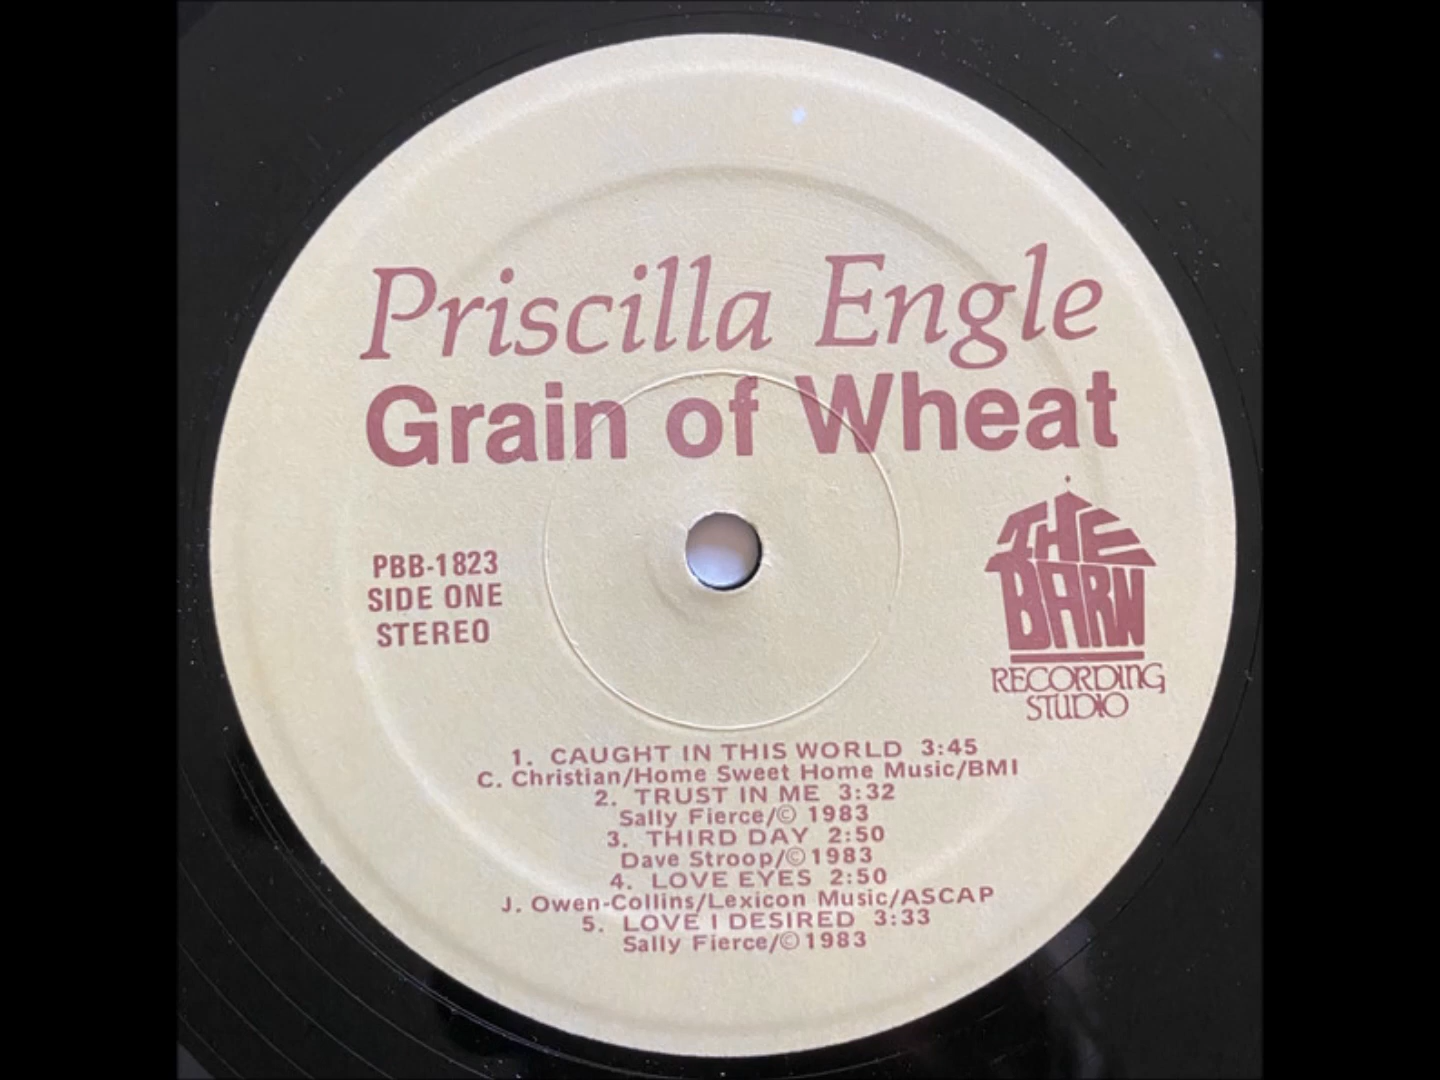 Priscilla Engle
Grain of Wheat
PBB-1823
SIDE ONE
STEREO
THE
BARN
RECORDING
STUDIO
1. CAUGHT IN THIS WORLD 3:45
C. Christian/Home Sweet Home Music/BMI
2. TRUST IN ME 3:32
Sally Fierce/© 1983
3. THIRD DAY 2:50
Dave Stroop/© 1983
4. LOVE EYES 2:50
J. Owen-Collins/Lexicon Music/ASCAP
5. LOVE I DESIRED 3:33
Sally Fierce/© 1983